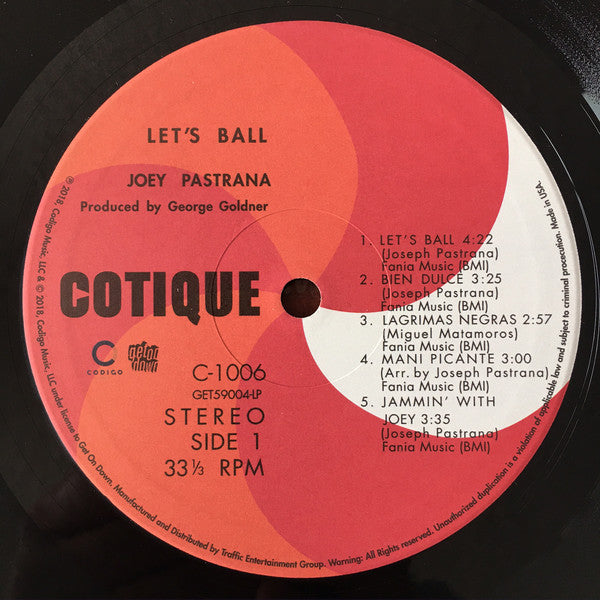 LET'S BALL
JOEY PASTRANA
Produced by George Goldner
COTIQUE
C
CODIGO
get on down
C-1006
GET59004-LP
STEREO
SIDE 1
33 ⅓ RPM
1. LET'S BALL 4:22
(Joseph Pastrana)
Fania Music (BMI)
2. BIEN DULCE 3:25
(Joseph Pastrana)
Fania Music (BMI)
3. LAGRIMAS NEGRAS 2:57
(Miguel Matamoros)
Fania Music (BMI)
4. MANI PICANTE 3:00
(Arr. by Joseph Pastrana)
Fania Music (BMI)
5. JAMMIN' WITH
JOEY 3:35
(Joseph Pastrana)
Fania Music (BMI)
℗ 2018, Codigo Music, LLC & © 2018, Codigo Music, LLC under license to Get On Down. Manufactured and Distributed by Traffic Entertainment Group. Warning: All Rights Reserved. Unauthorized duplication is a violation of applicable law and subject to criminal prosecution. Made in USA.